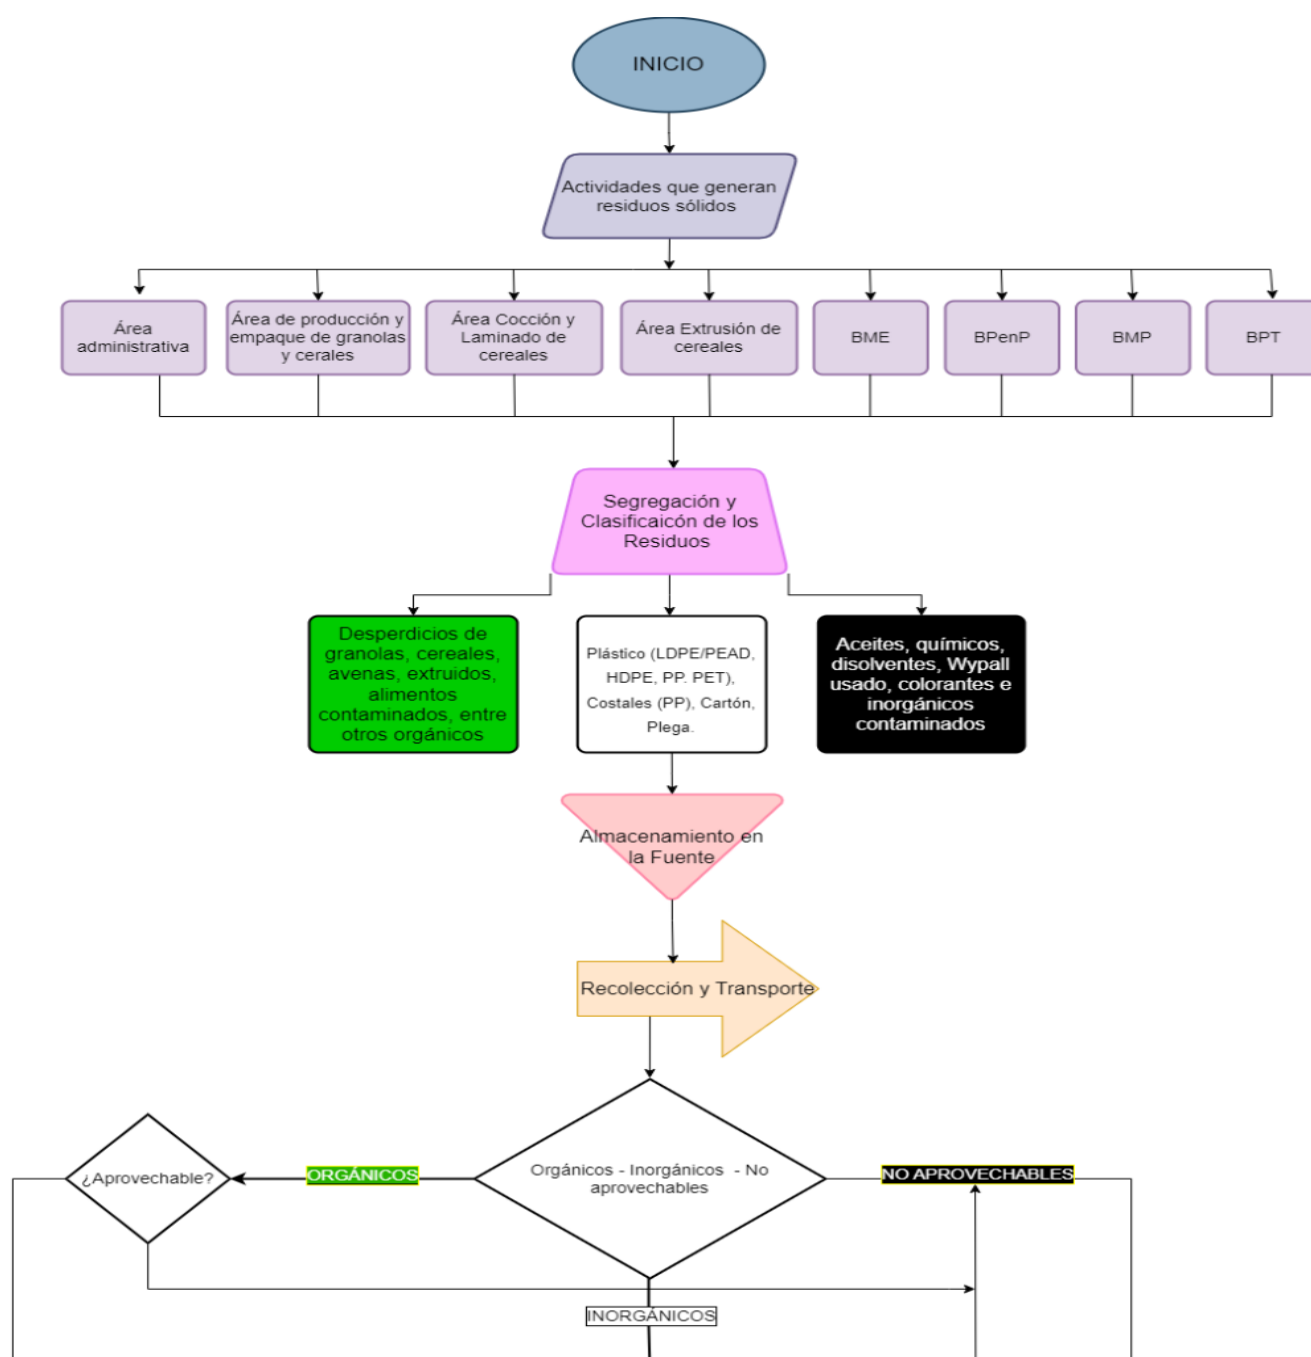 INICIO
Actividades que generan
residuos sólidos
Área
administrativa
Área de producción y
empaque de granolas
y cerales
Área Cocción y
Laminado de
cereales
Área Extrusión de
cereales
BME
BPenP
BMP
BPT
Segregación y
Clasificaicón de los
Residuos
Desperdicios de
granolas, cereales,
avenas, extruidos,
alimentos
contaminados, entre
otros orgánicos
Plástico (LDPE/PEAD,
HDPE, PP. PET),
Costales (PP), Cartón,
Plega.
Aceites, químicos,
disolventes, Wypall
usado, colorantes e
inorgánicos
contaminados
Almacenamiento en
la Fuente
Recolección y Transporte
¿Aprovechable?
ORGÁNICOS
Orgánicos - Inorgánicos - No
aprovechables
NO APROVECHABLES
INORGÁNICOS